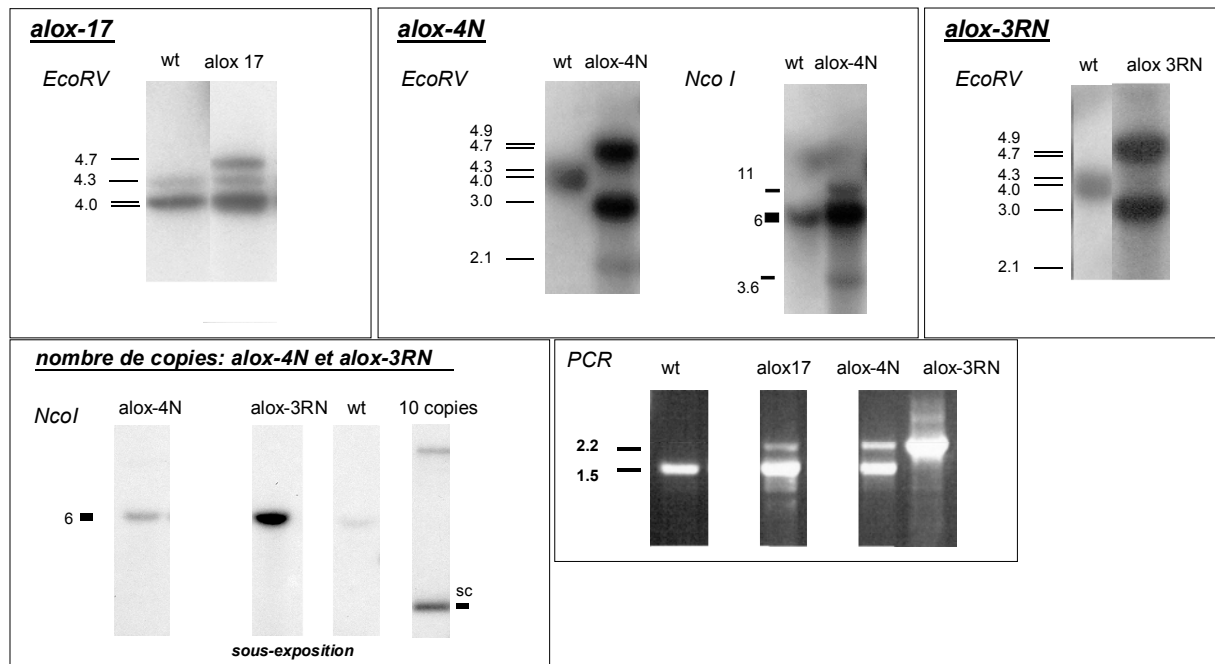 alox-17
wt alox 17
EcoRV
4.7
4.3
4.0
alox-4N
wt alox-4N
EcoRV
4.9
4.7
4.3
4.0
3.0
2.1
Nco I
wt alox-4N
11
6
3.6
alox-3RN
wt alox 3RN
EcoRV
4.9
4.7
4.3
4.0
3.0
2.1
nombre de copies: alox-4N et alox-3RN
NcoI
alox-4N alox-3RN wt 10 copies
6
sc
sous-exposition
PCR
wt alox17 alox-4N alox-3RN
2.2
1.5